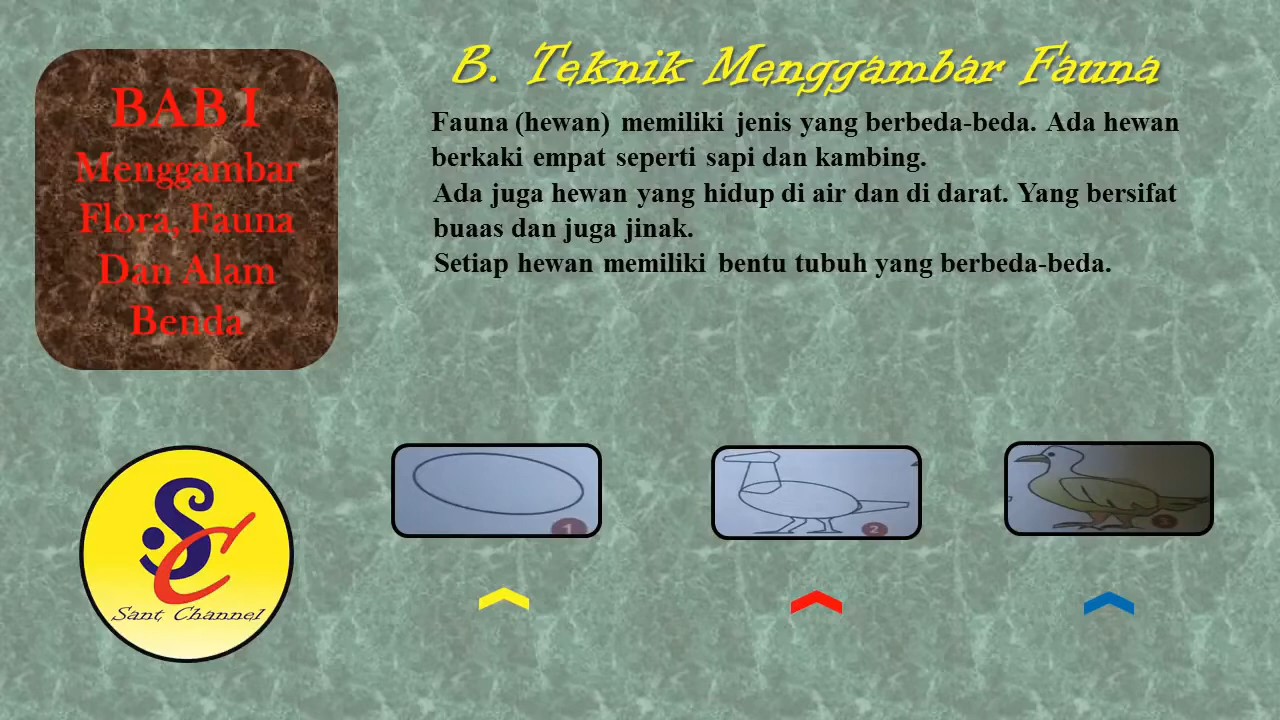 BAB I
Menggambar
Flora, Fauna
Dan Alam
Benda
B. Teknik Menggambar Fauna
Fauna (hewan) memiliki jenis yang berbeda-beda. Ada hewan
berkaki empat seperti sapi dan kambing.
Ada juga hewan yang hidup di air dan di darat. Yang bersifat
buaas dan juga jinak.
Setiap hewan memiliki bentu tubuh yang berbeda-beda.
1
2
3
SC
Sant Channel